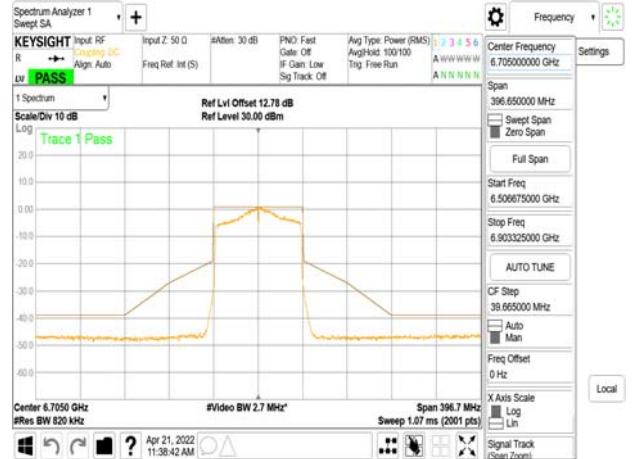 Spectrum Analyzer 1
Swept SA
+
Frequency
KEYSIGHT
R
LXI
PASS
Input: RF
Coupling: DC
Align: Auto
Input Z: 50 Ω
Freq Ref: Int (S)
#Atten: 30 dB
PNO: Fast
Gate: Off
IF Gain: Low
Sig Track: Off
Avg Type: Power (RMS)
Avg|Hold: 100/100
Trig: Free Run
1 2 3 4 5 6
A W W W W W
A N N N N N
1 Spectrum
Scale/Div 10 dB
Ref Lvl Offset 12.78 dB
Ref Level 30.00 dBm
Log
Trace 1 Pass
20.0
10.0
0.00
-10.0
-20.0
-30.0
-40.0
-50.0
-60.0
Center 6.7050 GHz
#Res BW 820 kHz
#Video BW 2.7 MHz*
Span 396.7 MHz
Sweep 1.07 ms (2001 pts)
Apr 21, 2022
11:38:42 AM
?
Center Frequency
6.705000000 GHz
Settings
Span
396.650000 MHz
Swept Span
Zero Span
Full Span
Start Freq
6.506675000 GHz
Stop Freq
6.903325000 GHz
AUTO TUNE
CF Step
39.665000 MHz
Auto
Man
Freq Offset
0 Hz
X Axis Scale
Log
Lin
Signal Track
(Span Zoom)
Local